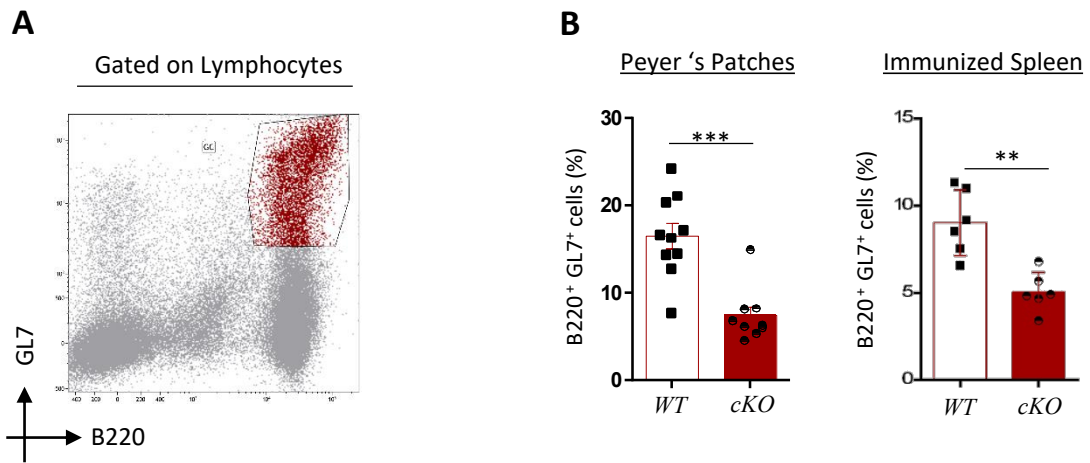 A
Gated on Lymphocytes
GC
GL7
B220
B
Peyer ‘s Patches
Immunized Spleen
***
**
B220+ GL7+ cells (%)
30
20
10
0
WT
cKO
B220+ GL7+ cells (%)
15
10
5
0
WT
cKO